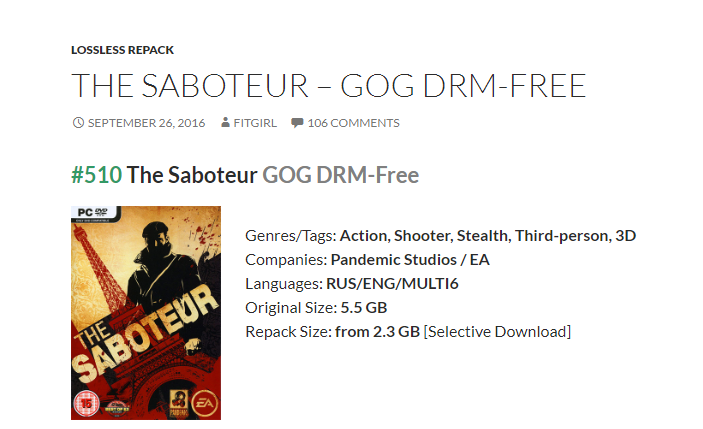 LOSSLESS REPACK
THE SABOTEUR – GOG DRM-FREE
SEPTEMBER 26, 2016 FITGIRL 106 COMMENTS
#510 The Saboteur GOG DRM-Free
PC DVD
Genres/Tags: Action, Shooter, Stealth, Third-person, 3D
Companies: Pandemic Studios / EA
Languages: RUS/ENG/MULTI6
Original Size: 5.5 GB
Repack Size: from 2.3 GB [Selective Download]
THE
SABOTEUR
EA